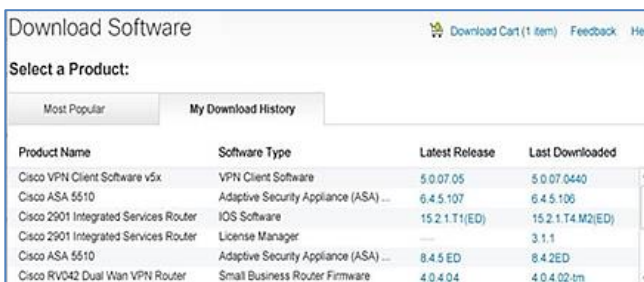 Download Software
Download Cart (1 item) Feedback He
Select a Product:
Most Popular My Download History
Product Name Software Type Latest Release Last Downloaded
Cisco VPN Client Software v5x VPN Client Software 5.0.07.05 5.0.07.0440
Cisco ASA 5510 Adaptive Security Appliance (ASA) ... 6.4.5.107 6.4.5.106
Cisco 2901 Integrated Services Router IOS Software 15.2.1.T1(ED) 15.2.1.T4.M2(ED)
Cisco 2901 Integrated Services Router License Manager ---- 3.1.1
Cisco ASA 5510 Adaptive Security Appliance (ASA) ... 8.4.5 ED 8.4.2ED
Cisco RV042 Dual Wan VPN Router Small Business Router Firmware 4.0.4.04 4.0.4.02-tm